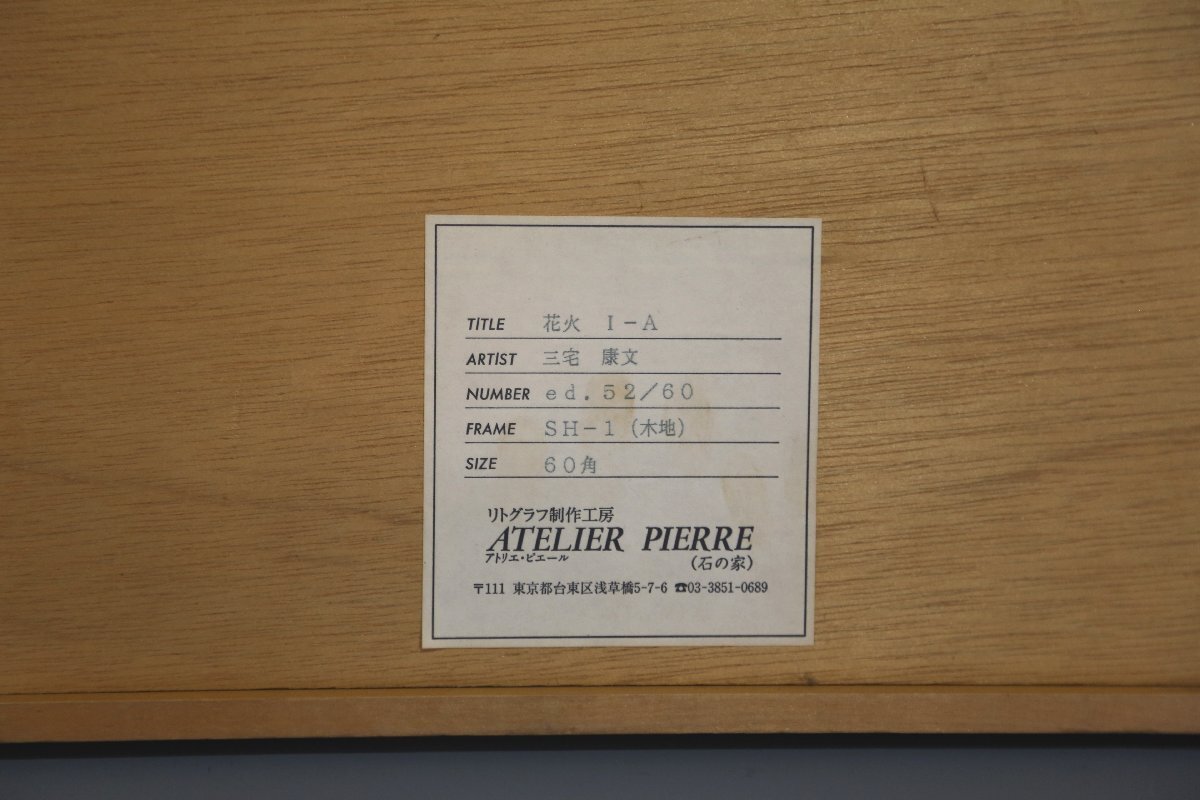 TITLE 花火 Ⅰ－Ａ
ARTIST 三宅 康文
NUMBER ｅｄ．５２／６０
FRAME ＳＨ－１（木地）
SIZE ６０角
リトグラフ制作工房
ATELIER PIERRE
アトリエ・ピエール
(石の家)
〒111 東京都台東区浅草橋5-7-6 ☎03-3851-0689